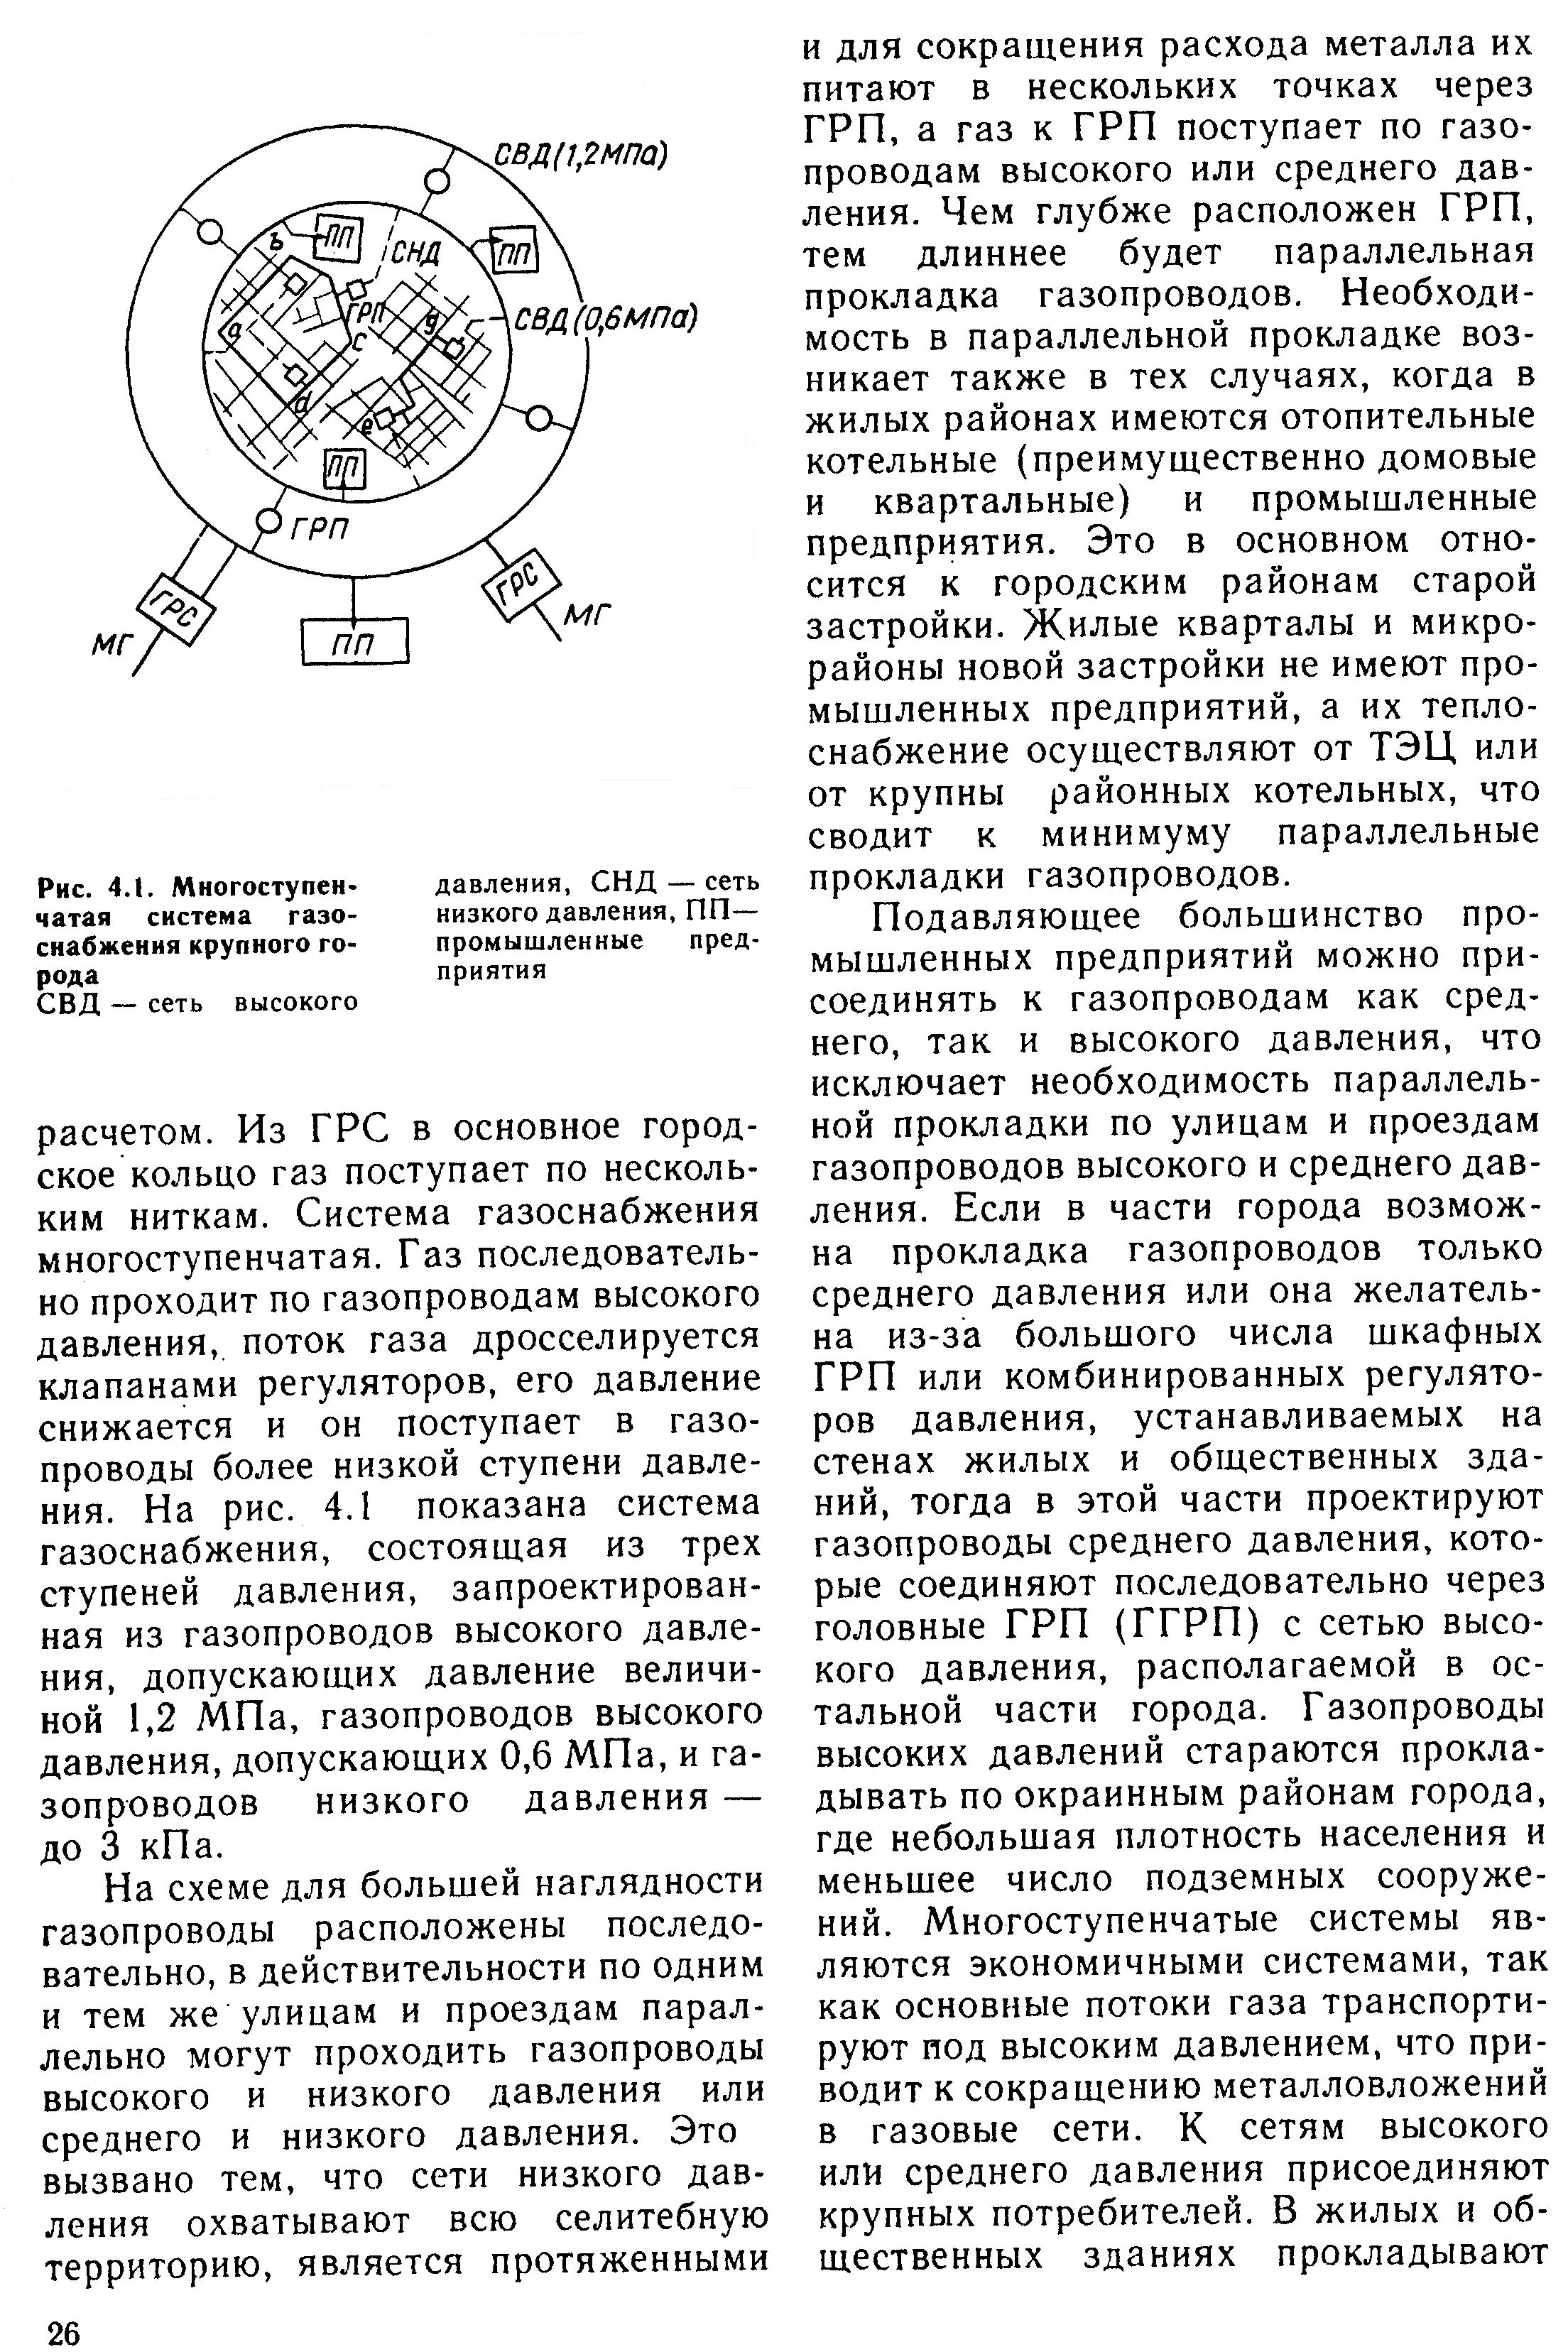 СВД(1,2МПа)
ПП
СНД
ПП
b
ГРП
g
СВД(0,6МПа)
a
c
d
e
ПП
ГРП
ГРС
ГРС
МГ
МГ
ПП
Рис. 4.1. Многоступен-
чатая система газо-
снабжения крупного го-
рода
СВД — сеть высокого
давления, СНД — сеть
низкого давления, ПП—
промышленные пред-
приятия
расчетом. Из ГРС в основное город-
ское кольцо газ поступает по несколь-
ким ниткам. Система газоснабжения
многоступенчатая. Газ последователь-
но проходит по газопроводам высокого
давления, поток газа дросселируется
клапанами регуляторов, его давление
снижается и он поступает в газо-
проводы более низкой ступени давле-
ния. На рис. 4.1 показана система
газоснабжения, состоящая из трех
ступеней давления, запроектирован-
ная из газопроводов высокого давле-
ния, допускающих давление величи-
ной 1,2 МПа, газопроводов высокого
давления, допускающих 0,6 МПа, и га-
зопроводов низкого давления —
до 3 кПа.
На схеме для большей наглядности
газопроводы расположены последо-
вательно, в действительности по одним
и тем же улицам и проездам парал-
лельно могут проходить газопроводы
высокого и низкого давления или
среднего и низкого давления. Это
вызвано тем, что сети низкого дав-
ления охватывают всю селитебную
территорию, является протяженными
26
и для сокращения расхода металла их
питают в нескольких точках через
ГРП, а газ к ГРП поступает по газо-
проводам высокого или среднего дав-
ления. Чем глубже расположен ГРП,
тем длиннее будет параллельная
прокладка газопроводов. Необходи-
мость в параллельной прокладке воз-
никает также в тех случаях, когда в
жилых районах имеются отопительные
котельные (преимущественно домовые
и квартальные) и промышленные
предприятия. Это в основном отно-
сится к городским районам старой
застройки. Жилые кварталы и микро-
районы новой застройки не имеют про-
мышленных предприятий, а их тепло-
снабжение осуществляют от ТЭЦ или
от крупны районных котельных, что
сводит к минимуму параллельные
прокладки газопроводов.
Подавляющее большинство про-
мышленных предприятий можно при-
соединять к газопроводам как сред-
него, так и высокого давления, что
исключает необходимость параллель-
ной прокладки по улицам и проездам
газопроводов высокого и среднего дав-
ления. Если в части города возмож-
на прокладка газопроводов только
среднего давления или она желатель-
на из-за большого числа шкафных
ГРП или комбинированных регулято-
ров давления, устанавливаемых на
стенах жилых и общественных зда-
ний, тогда в этой части проектируют
газопроводы среднего давления, кото-
рые соединяют последовательно через
головные ГРП (ГГРП) с сетью высо-
кого давления, располагаемой в ос-
тальной части города. Газопроводы
высоких давлений стараются прокла-
дывать по окраинным районам города,
где небольшая плотность населения и
меньшее число подземных сооруже-
ний. Многоступенчатые системы яв-
ляются экономичными системами, так
как основные потоки газа транспорти-
руют под высоким давлением, что при-
водит к сокращению металловложений
в газовые сети. К сетям высокого
или среднего давления присоединяют
крупных потребителей. В жилых и об-
щественных зданиях прокладывают